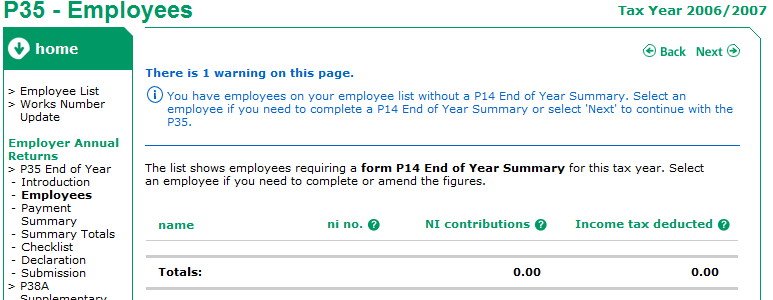 P35 - Employees
Tax Year 2006/2007
home
Back Next
> Employee List
> Works Number
Update
Employer Annual
Returns
> P35 End of Year
- Introduction
- Employees
- Payment
Summary
- Summary Totals
- Checklist
- Declaration
- Submission
> P38A
Supplementary
There is 1 warning on this page.
You have employees on your employee list without a P14 End of Year Summary. Select an
employee if you need to complete a P14 End of Year Summary or select 'Next' to continue with the
P35.
The list shows employees requiring a form P14 End of Year Summary for this tax year. Select
an employee if you need to complete or amend the figures.
name ni no. ? NI contributions ? Income tax deducted ?
Totals: 0.00 0.00